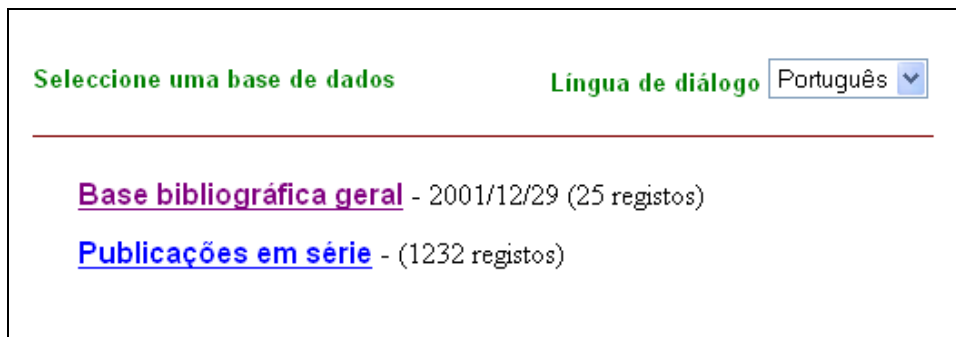 Seleccione uma base de dados Língua de diálogo Português
Base bibliográfica geral - 2001/12/29 (25 registos)
Publicações em série - (1232 registos)